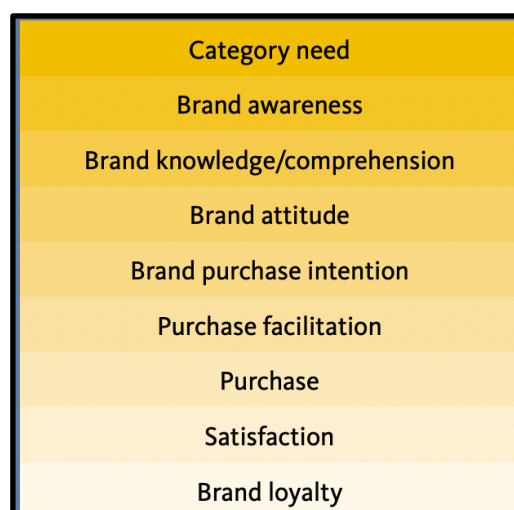 Category need
Brand awareness
Brand knowledge/comprehension
Brand attitude
Brand purchase intention
Purchase facilitation
Purchase
Satisfaction
Brand loyalty